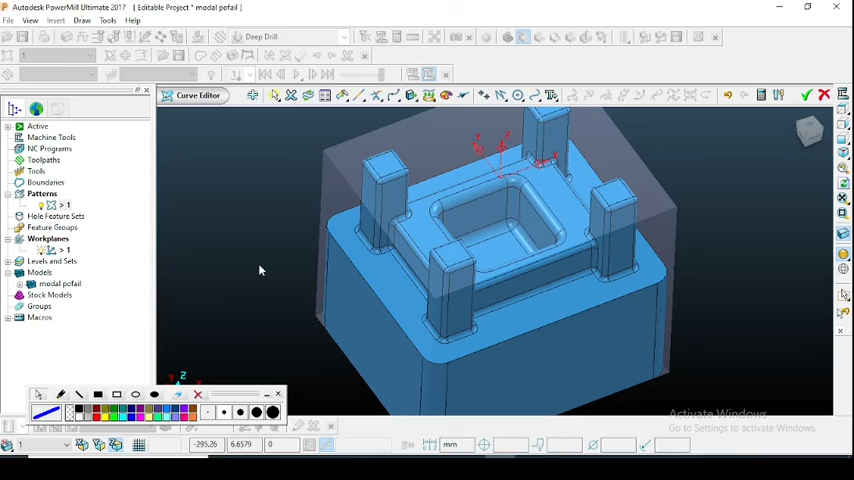 Autodesk PowerMill Ultimate 2017 [ Editable Project * modal pofail ]
File View Insert Draw Tools Help
Deep Drill
1
1
Curve Editor
Active
Machine Tools
NC Programs
Toolpaths
Tools
Boundaries
Patterns
> 1
Hole Feature Sets
Feature Groups
Workplanes
> 1
Levels and Sets
Models
modal pofail
Stock Models
Groups
Macros
Z
Y
X
Z
Activate Windows
Go to Settings to activate Windows.
1
-295.26
6.6579
0
mm